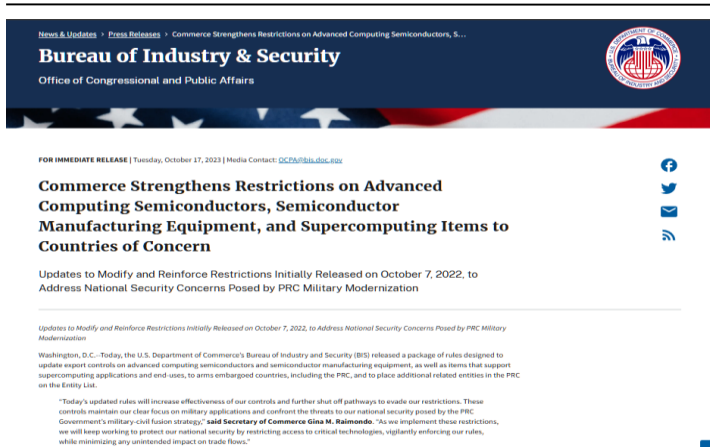 News & Updates > Press Releases > Commerce Strengthens Restrictions on Advanced Computing Semiconductors, S...
Bureau of Industry & Security
Office of Congressional and Public Affairs
FOR IMMEDIATE RELEASE | Tuesday, October 17, 2023 | Media Contact: OCPA@bis.doc.gov
Commerce Strengthens Restrictions on Advanced
Computing Semiconductors, Semiconductor
Manufacturing Equipment, and Supercomputing Items to
Countries of Concern
Updates to Modify and Reinforce Restrictions Initially Released on October 7, 2022, to
Address National Security Concerns Posed by PRC Military Modernization
Updates to Modify and Reinforce Restrictions Initially Released on October 7, 2022, to Address National Security Concerns Posed by PRC Military
Modernization
Washington, D.C.--Today, the U.S. Department of Commerce's Bureau of Industry and Security (BIS) released a package of rules designed to
update export controls on advanced computing semiconductors and semiconductor manufacturing equipment, as well as items that support
supercomputing applications and end-uses, to arms embargoed countries, including the PRC, and to place additional related entities in the PRC
on the Entity List.
"Today's updated rules will increase effectiveness of our controls and further shut off pathways to evade our restrictions. These
controls maintain our clear focus on military applications and confront the threats to our national security posed by the PRC
Government's military-civil fusion strategy," said Secretary of Commerce Gina M. Raimondo. "As we implement these restrictions,
we will keep working to protect our national security by restricting access to critical technologies, vigilantly enforcing our rules,
while minimizing any unintended impact on trade flows."